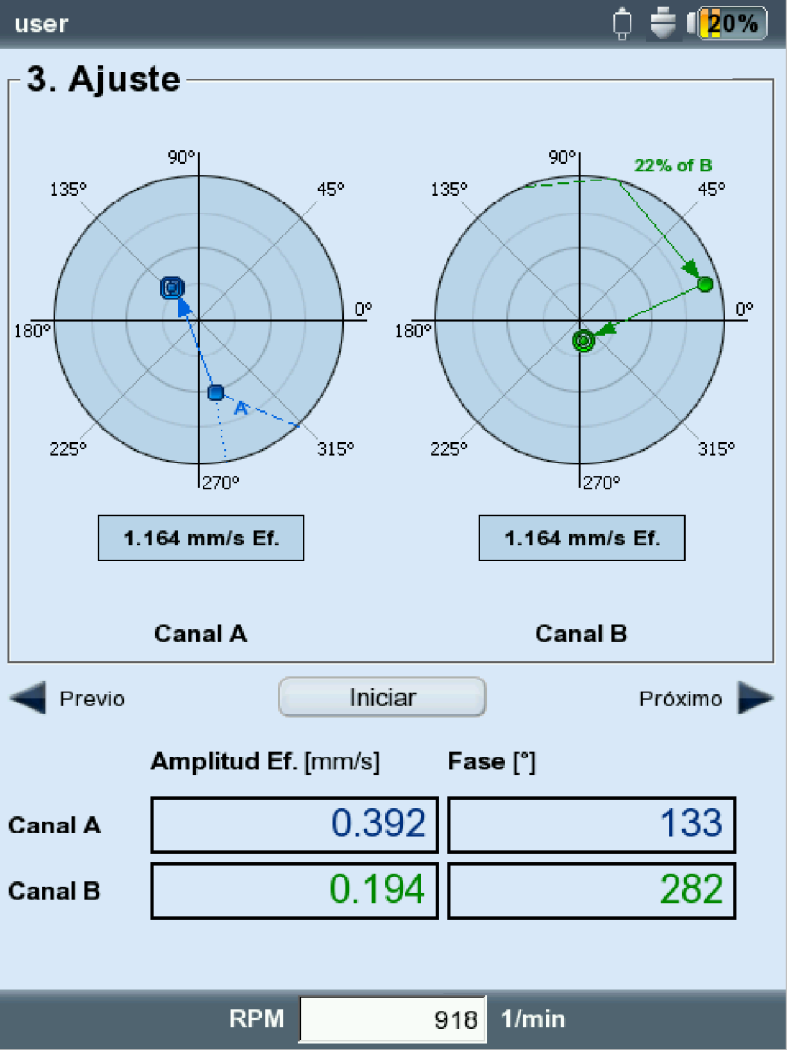 user
20%
3. Ajuste
90°
135°
45°
180°
0°
225°
315°
270°
A
1.164 mm/s Ef.
Canal A
22% of B
90°
135°
45°
180°
0°
225°
315°
270°
1.164 mm/s Ef.
Canal B
Previo
Iniciar
Próximo
Amplitud Ef. [mm/s] Fase [°]
Canal A 0.392 133
Canal B 0.194 282
RPM 918 1/min